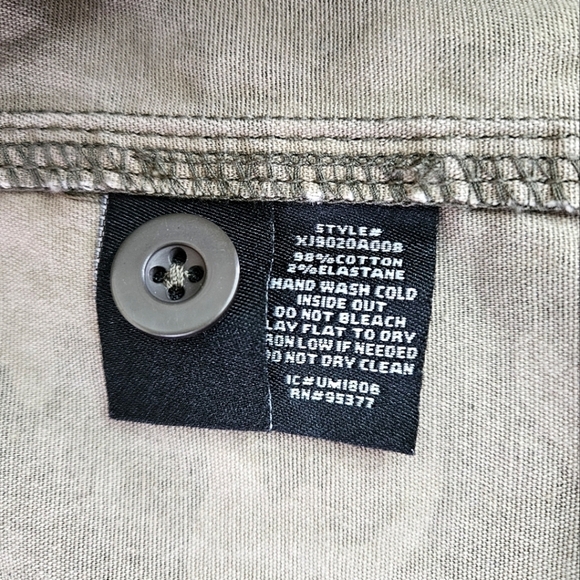 STYLE#
XJ9020A008
98%COTTON
2%ELASTANE
HAND WASH COLD
INSIDE OUT
DO NOT BLEACH
LAY FLAT TO DRY
IRON LOW IF NEEDED
DO NOT DRY CLEAN
IC#UM1806
RN#95377